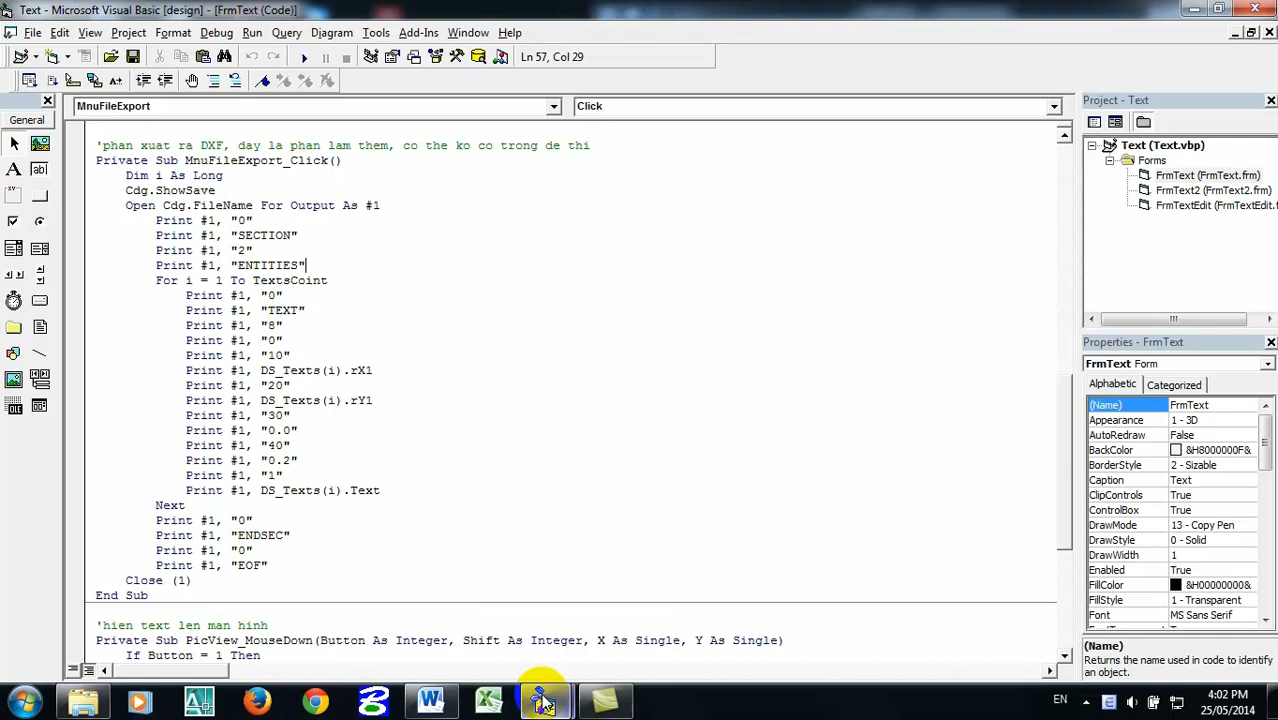 Text - Microsoft Visual Basic [design] - [FrmText (Code)]
File Edit View Project Format Debug Run Query Diagram Tools Add-Ins Window Help
Ln 57, Col 29
General
MnuFileExport
Click
'phan xuat ra DXF, day la phan lam them, co the ko co trong de thi
Private Sub MnuFileExport_Click()
Dim i As Long
Cdg.ShowSave
Open Cdg.FileName For Output As #1
Print #1, "0"
Print #1, "SECTION"
Print #1, "2"
Print #1, "ENTITIES"
For i = 1 To TextsCoint
Print #1, "0"
Print #1, "TEXT"
Print #1, "8"
Print #1, "0"
Print #1, "10"
Print #1, DS_Texts(i).rX1
Print #1, "20"
Print #1, DS_Texts(i).rY1
Print #1, "30"
Print #1, "0.0"
Print #1, "40"
Print #1, "0.2"
Print #1, "1"
Print #1, DS_Texts(i).Text
Next
Print #1, "0"
Print #1, "ENDSEC"
Print #1, "0"
Print #1, "EOF"
Close (1)
End Sub
'hien text len man hinh
Private Sub PicView_MouseDown(Button As Integer, Shift As Integer, X As Single, Y As Single)
If Button = 1 Then
Project - Text
Text (Text.vbp)
Forms
FrmText (FrmText.frm)
FrmText2 (FrmText2.frm)
FrmTextEdit (FrmTextEdit.f
Properties - FrmText
FrmText Form
Alphabetic Categorized
(Name) FrmText
Appearance 1 - 3D
AutoRedraw False
BackColor &H8000000F&
BorderStyle 2 - Sizable
Caption Text
ClipControls True
ControlBox True
DrawMode 13 - Copy Pen
DrawStyle 0 - Solid
DrawWidth 1
Enabled True
FillColor &H00000000&
FillStyle 1 - Transparent
Font MS Sans Serif
(Name)
Returns the name used in code to identify
an object.
EN
4:02 PM
25/05/2014